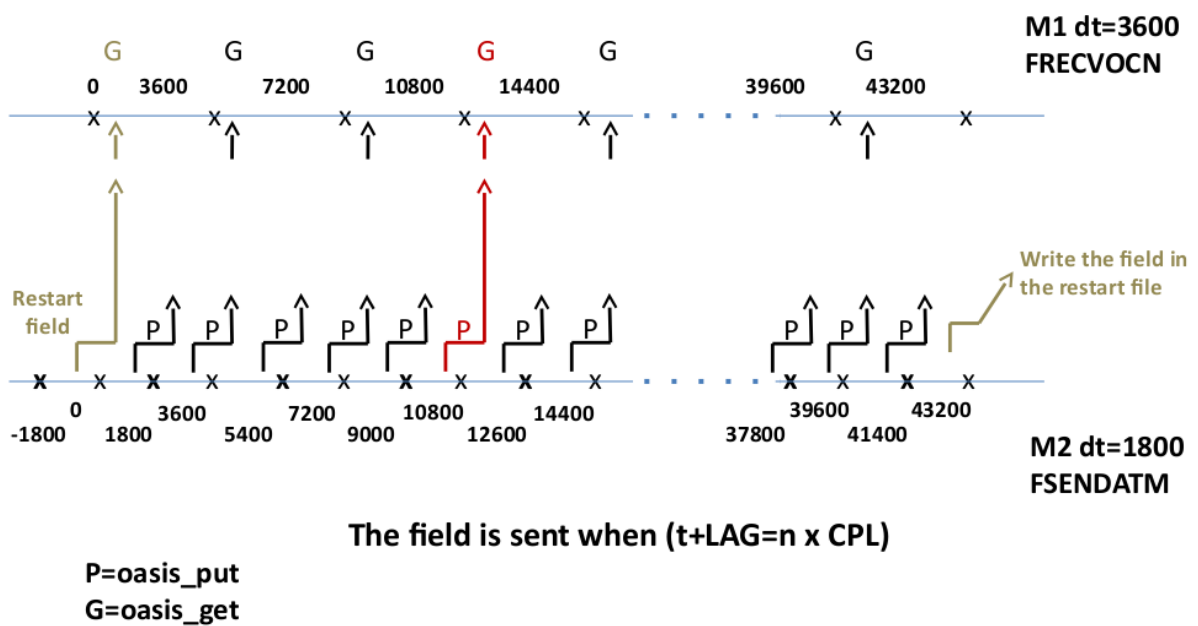 M1 dt=3600
FRECVOCN
G G G G G G
0 3600 7200 10800 14400 39600 43200
x x x x x x x
Write the field in
the restart file
Restart
field
P P P P P P P P P P P
x x x x x x x x x x x x x x
0 3600 7200 10800 14400 39600 43200
-1800 1800 5400 9000 12600 37800 41400
M2 dt=1800
FSENDATM
The field is sent when (t+LAG=n x CPL)
P=oasis_put
G=oasis_get